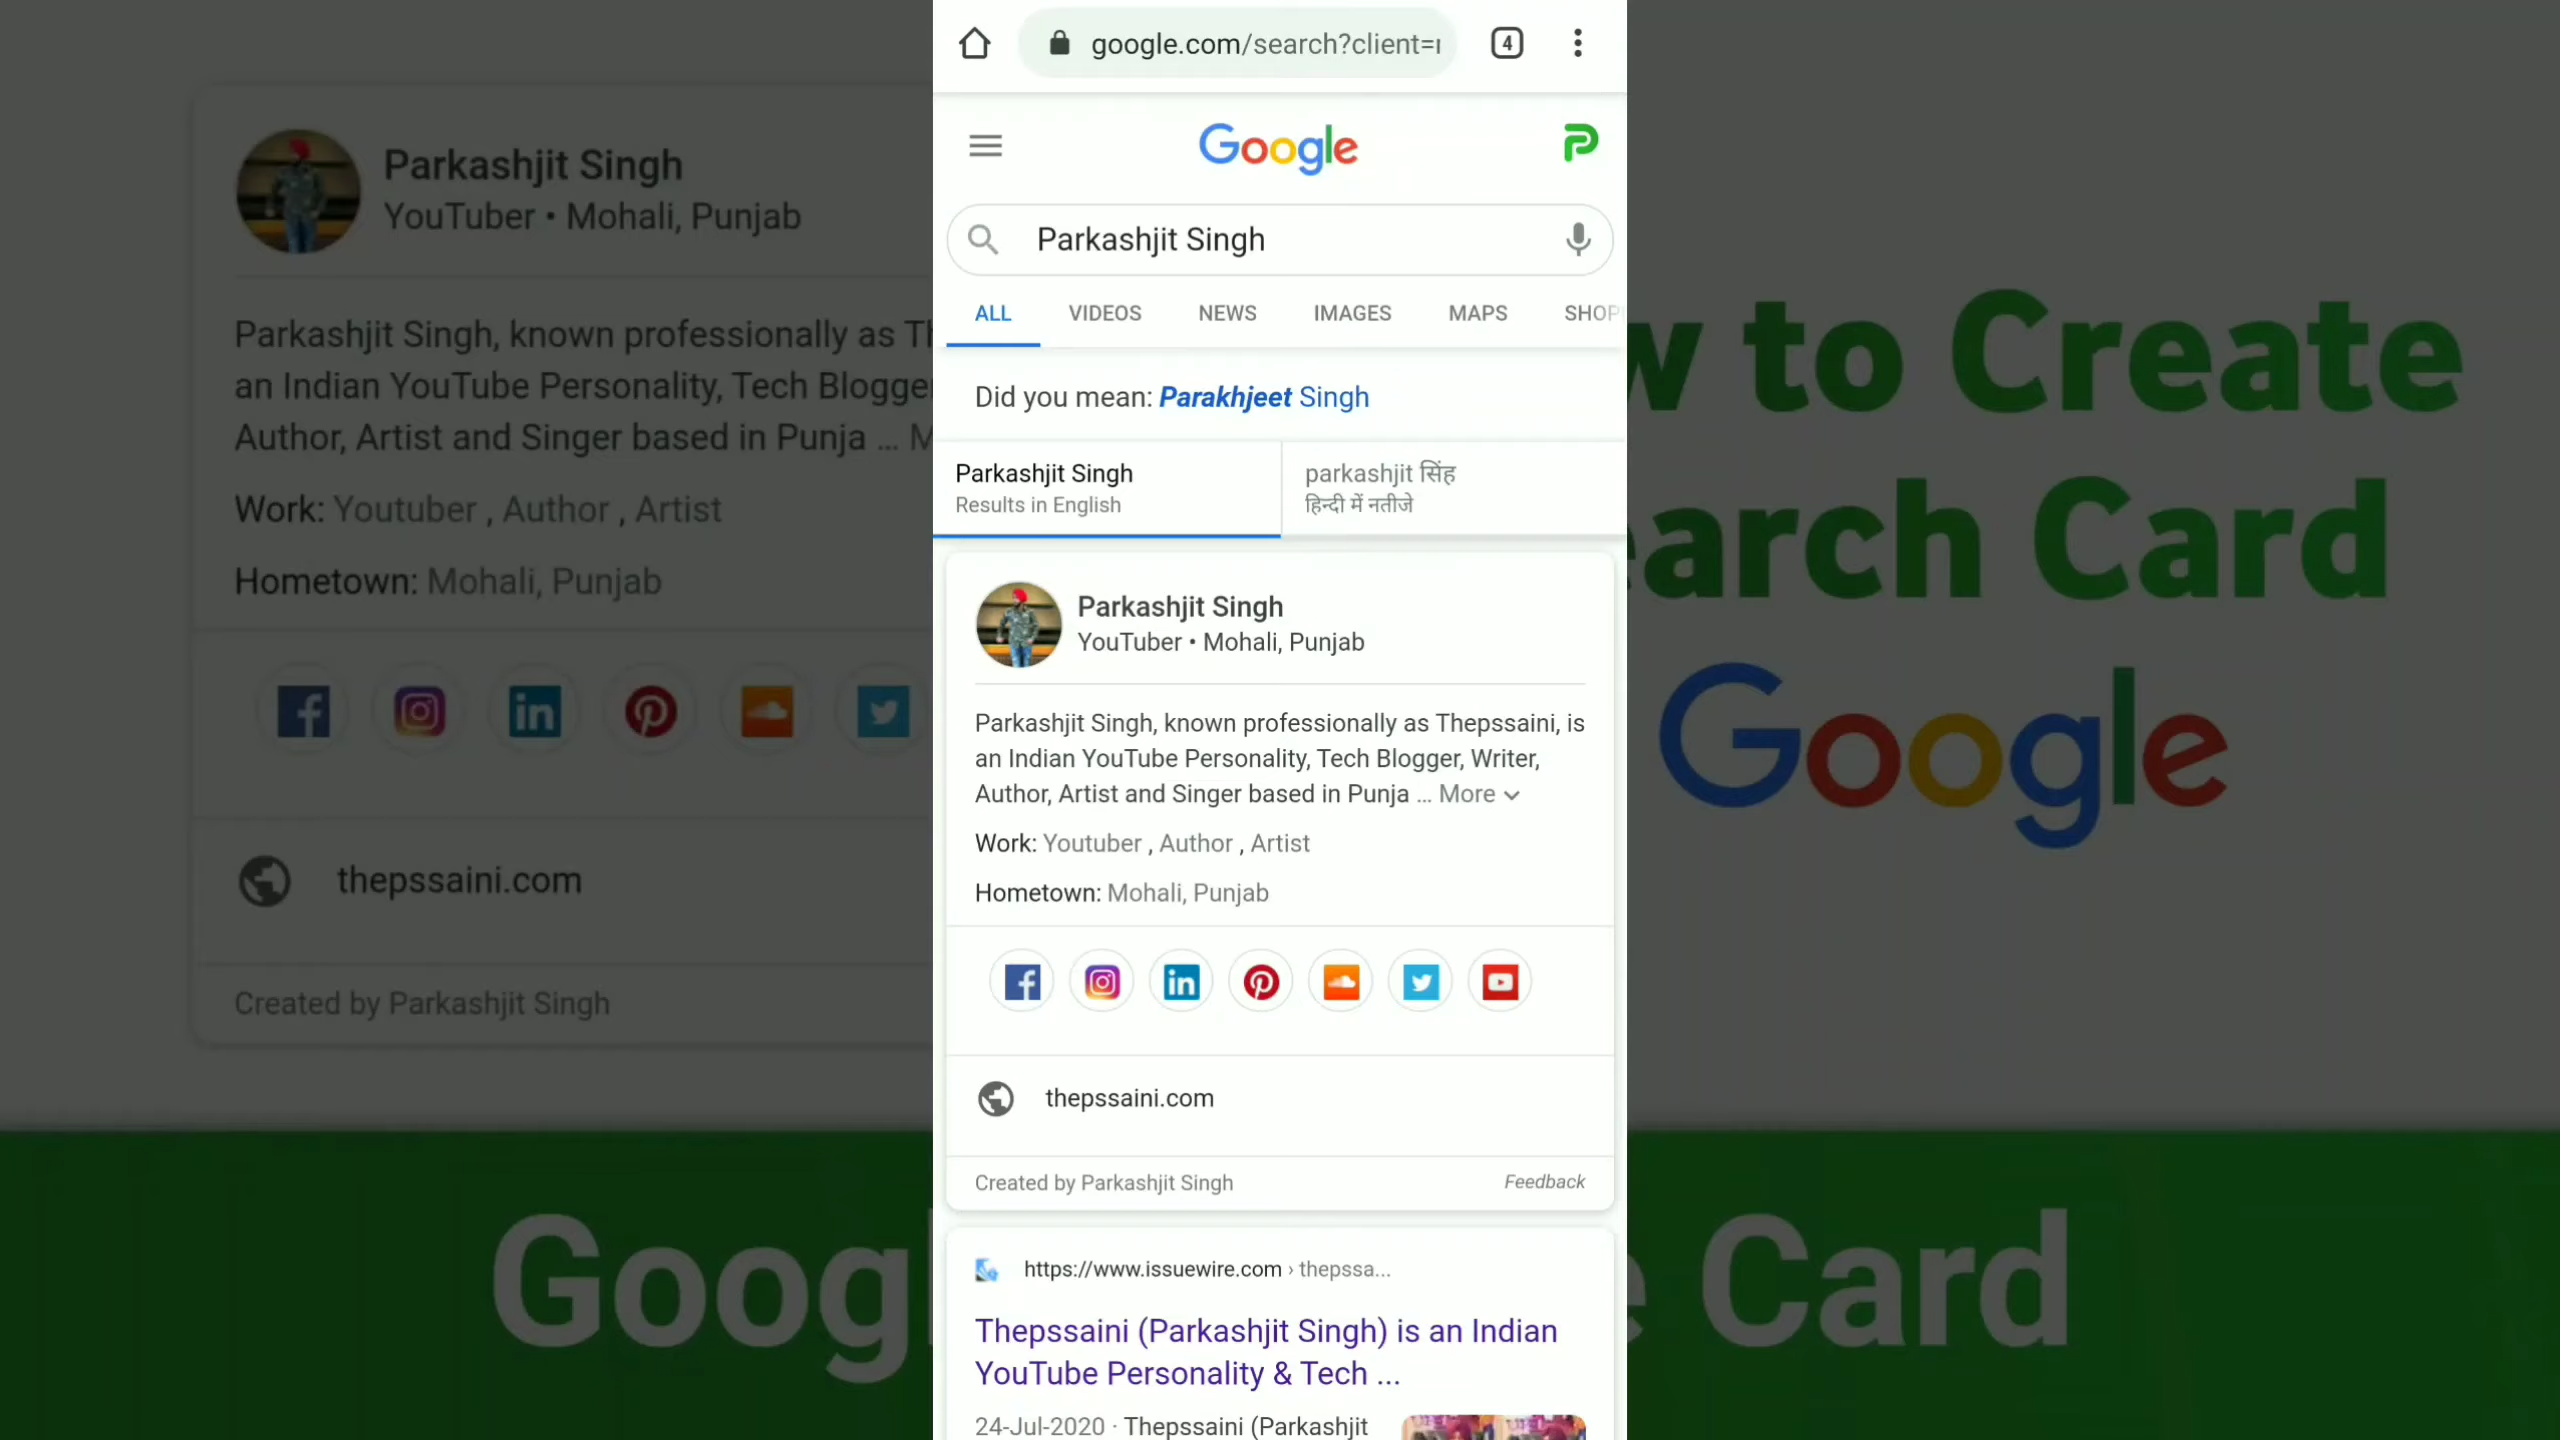 google.com/search?client=
4
Google
Parkashjit Singh
ALL VIDEOS NEWS IMAGES MAPS SHOP
Did you mean: Parakhjeet Singh
Parkashjit Singh
Results in English
parkashjit सिंह
हिन्दी में नतीजे
Parkashjit Singh
YouTuber • Mohali, Punjab
Parkashjit Singh, known professionally as Thepssaini, is
an Indian YouTube Personality, Tech Blogger, Writer,
Author, Artist and Singer based in Punja ... More
Work: Youtuber , Author , Artist
Hometown: Mohali, Punjab
thepssaini.com
Created by Parkashjit Singh
Feedback
https://www.issuewire.com › thepssa...
Thepssaini (Parkashjit Singh) is an Indian
YouTube Personality & Tech ...
24-Jul-2020 · Thepssaini (Parkashjit
Parkashjit Singh
YouTuber • Mohali, Punjab
Parkashjit Singh, known professionally as
an Indian YouTube Personality, Tech Blogge
Author, Artist and Singer based in Punja ...
Work: Youtuber , Author , Artist
Hometown: Mohali, Punjab
thepssaini.com
Created by Parkashjit Singh
w to Create
arch Card
Google
Goog
e Card